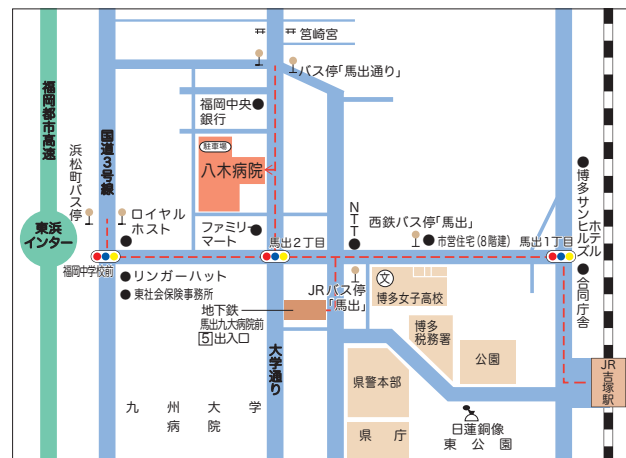 筥崎宮
バス停「馬出通り」
福岡都市高速
国道3号線
福岡中央
銀行
駐車場
八木病院
浜松町バス停
ロイヤル
ホスト
ファミリー
マート
馬出2丁目
NTT
西鉄バス停「馬出」
市営住宅(8階建)
馬出1丁目
ホテル
博多サンヒルズ
合同庁舎
東浜
インター
福岡中学校前
リンガーハット
東社会保険事務所
地下鉄
馬出九大病院前
5出入口
JRバス停
「馬出」
文
博多女子高校
博多
税務署
公園
大学通り
県警本部
県庁
JR
吉塚駅
九州大学
病院
日蓮銅像
東公園